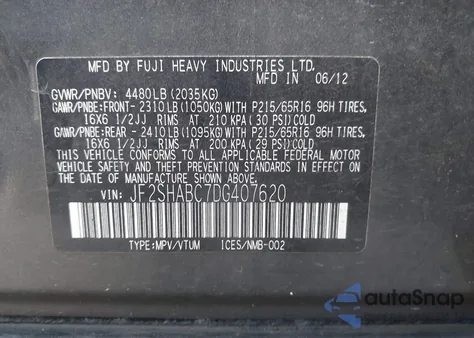 MFD BY FUJI HEAVY INDUSTRIES LTD.
MFD IN 06/12
GVWR/PNBV: 4480LB(2035KG)
GAWR/PNBE:FRONT- 2310LB(1050KG)WITH P215/65R16 96H TIRES,
16X6 1/2JJ RIMS AT 210 KPA (30 PSI)COLD
GAWR/PNBE:REAR - 2410LB(1095KG)WITH P215/65R16 96H TIRES,
16X6 1/2JJ RIMS AT 200 KPA (29 PSI)COLD
THIS VEHICLE CONFORMS TO ALL APPLICABLE
FEDERAL MOTOR VEHICLE SAFETY AND THEFT
PREVENTION STANDARDS IN EFFECT ON THE DATE
OF MANUFACTURE SHOWN ABOVE.
VIN: JF2SHABC7DG407620
TYPE:MPV/VTUM ICES/NMB-002
autoSnap
POWERED BY